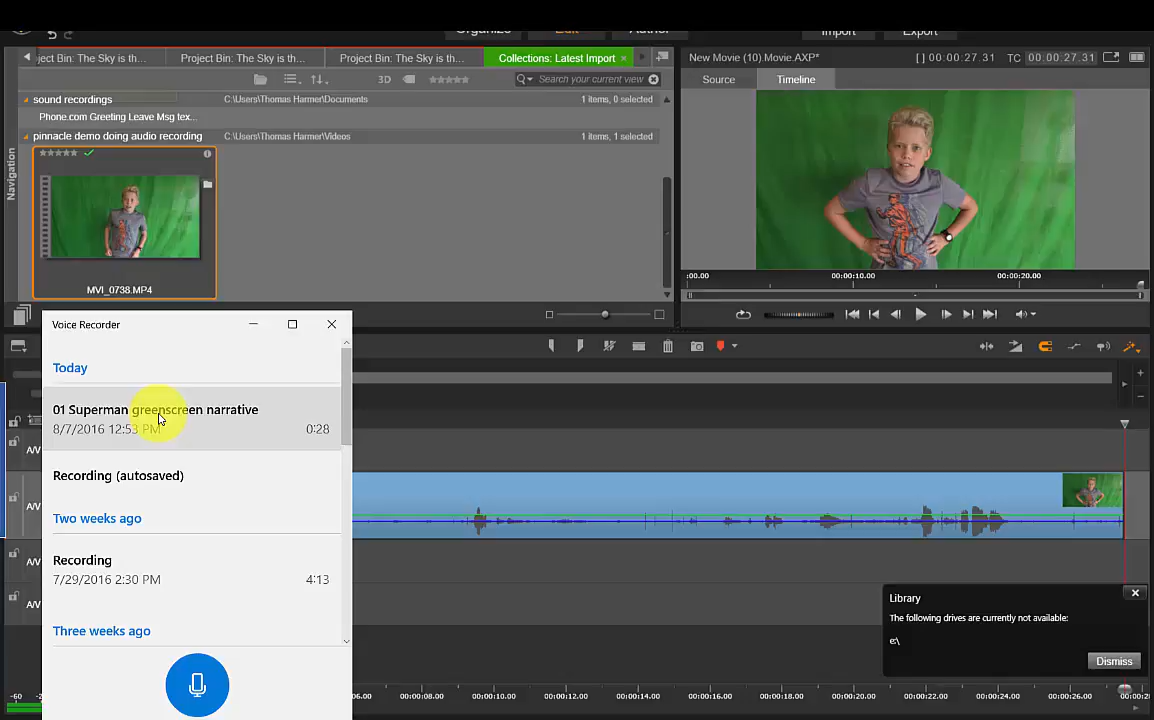 Organize Edit Author Import Export
ject Bin: The Sky is th... Project Bin: The Sky is th... Project Bin: The Sky is th... Collections: Latest Import × New Movie (10).Movie.AXP* [ ] 00:00:27.31 TC 00:00:27.31
3D Search your current view Source Timeline
sound recordings C:\Users\Thomas Harmer\Documents 1 items, 0 selected
Phone.com Greeting Leave Msg tex...
pinnacle demo doing audio recording C:\Users\Thomas Harmer\Videos 1 items, 1 selected
Navigation
:00.00 00:00:10.00 00:00:20.00
MVI_0738.MP4
Voice Recorder
Today
01 Superman greenscreen narrative
8/7/2016 12:53 PM 0:28
A/V
Recording (autosaved)
A/V
Two weeks ago
Recording
A/V
7/29/2016 2:30 PM 4:13
A/V
Three weeks ago
Library
The following drives are currently not available:
e:\
Dismiss
-60 -2 06.00 00:00:08.00 00:00:10.00 00:00:12.00 00:00:14.00 00:00:16.00 00:00:18.00 00:00:20.00 00:00:22.00 00:00:24.00 00:00:26.00 00:00:2